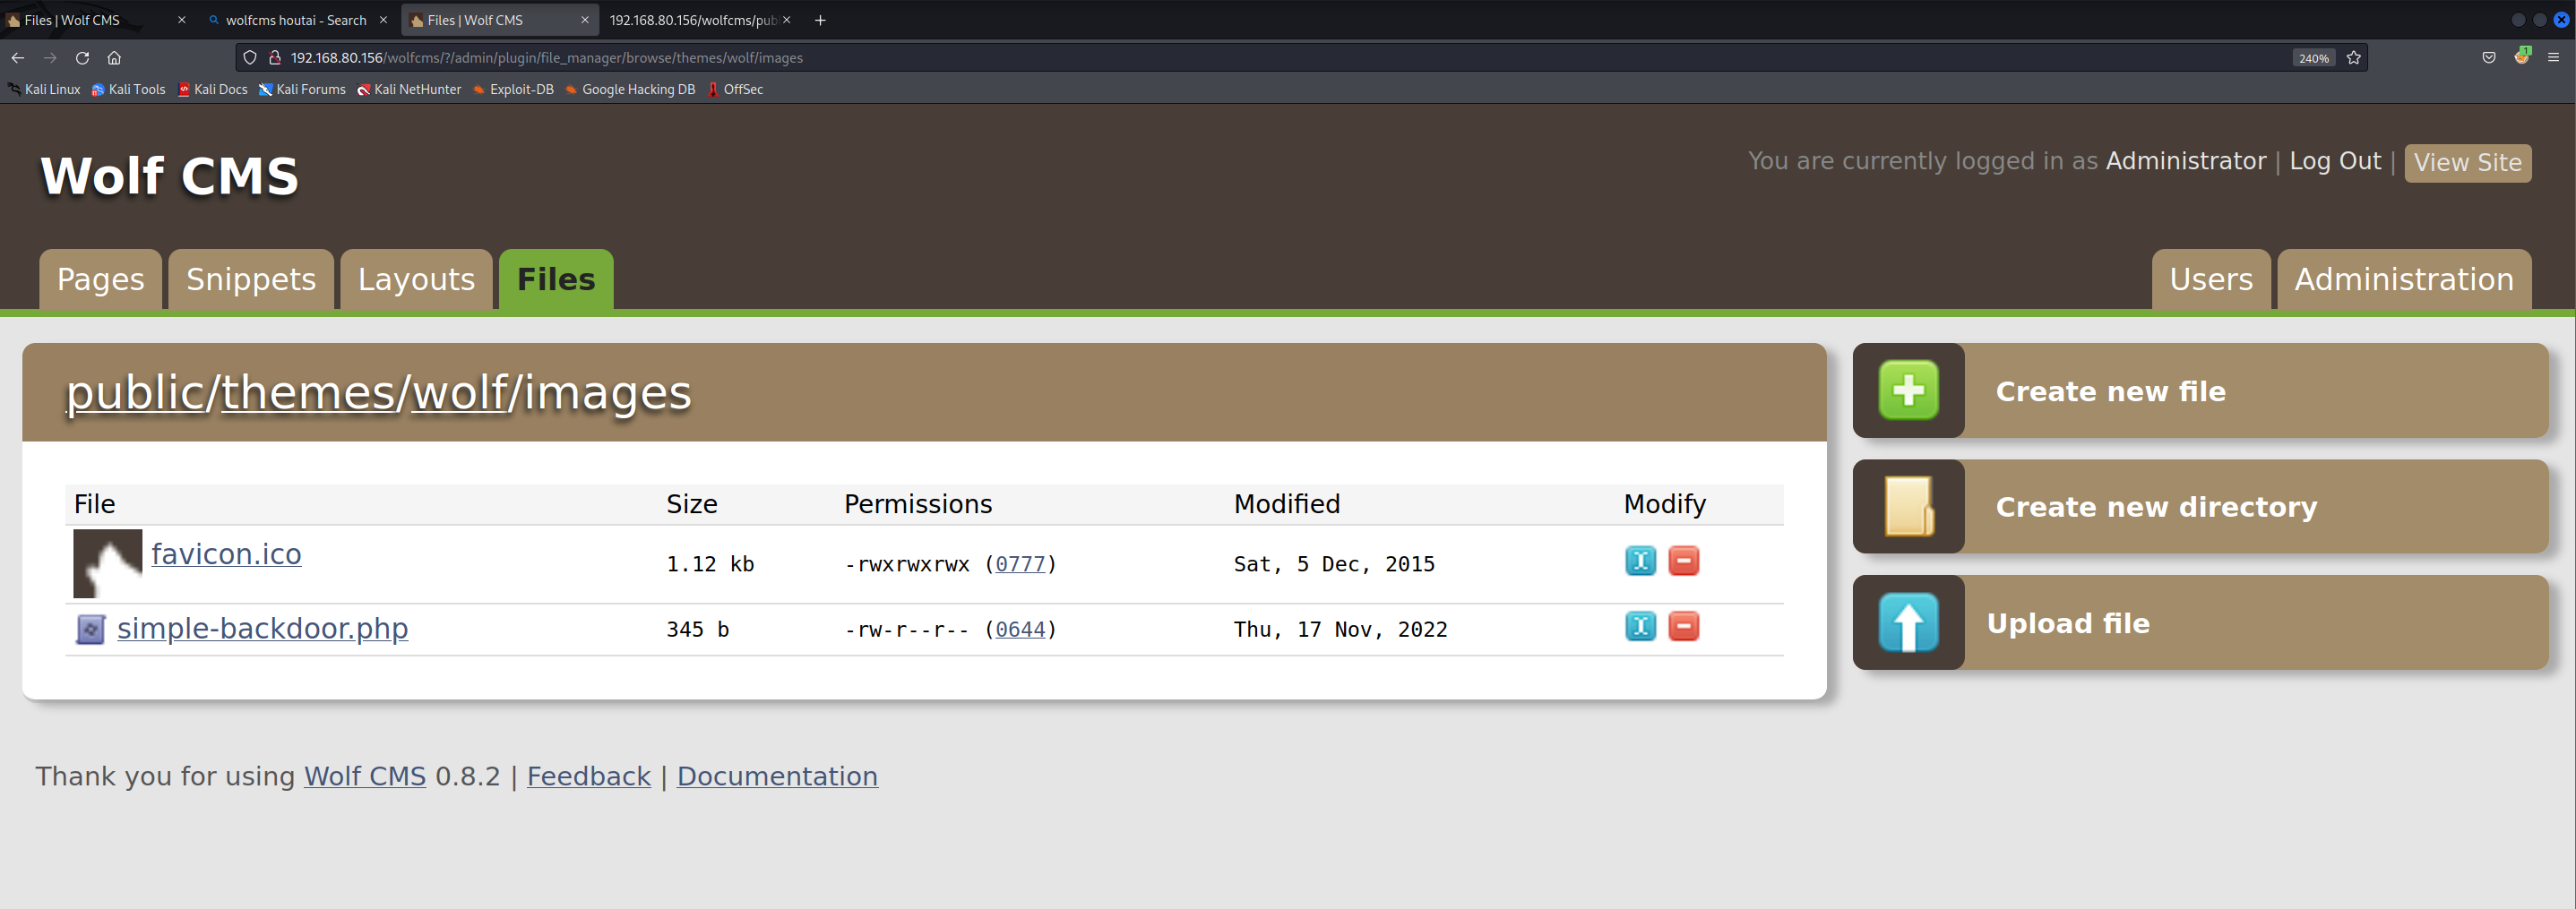 Files | Wolf CMS
wolfcms houtai - Search
Files | Wolf CMS
192.168.80.156/wolfcms/pub
192.168.80.156/wolfcms/?/admin/plugin/file_manager/browse/themes/wolf/images
240%
1
Kali Linux Kali Tools Kali Docs Kali Forums Kali NetHunter Exploit-DB Google Hacking DB OffSec
Wolf CMS
You are currently logged in as Administrator | Log Out | View Site
Pages Snippets Layouts Files Users Administration
public/themes/wolf/images
File Size Permissions Modified Modify
favicon.ico 1.12 kb -rwxrwxrwx (0777) Sat, 5 Dec, 2015
simple-backdoor.php 345 b -rw-r--r-- (0644) Thu, 17 Nov, 2022
Create new file
Create new directory
Upload file
Thank you for using Wolf CMS 0.8.2 | Feedback | Documentation